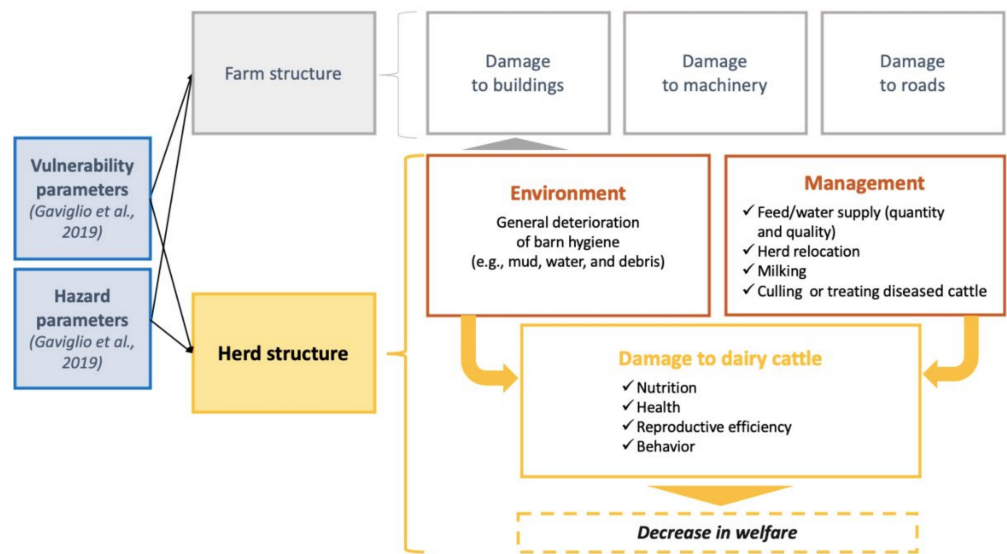 Farm structure
Damage
to buildings
Damage
to machinery
Damage
to roads
Vulnerability
parameters
(Gaviglio et al.,
2019)
Hazard
parameters
(Gaviglio et al.,
2019)
Herd structure
Environment
General deterioration
of barn hygiene
(e.g., mud, water, and debris)
Management
✓ Feed/water supply (quantity
and quality)
✓ Herd relocation
✓ Milking
✓ Culling or treating diseased cattle
Damage to dairy cattle
✓ Nutrition
✓ Health
✓ Reproductive efficiency
✓ Behavior
Decrease in welfare